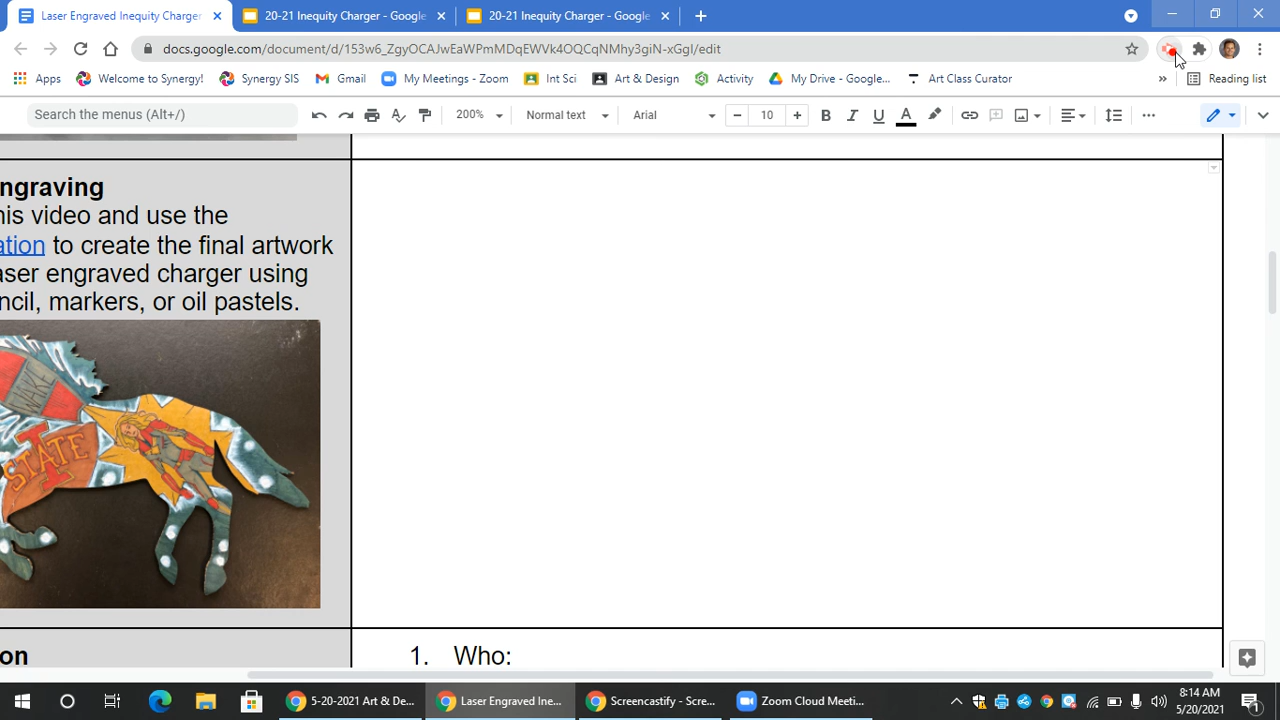 Laser Engraved Inequity Charger
20-21 Inequity Charger - Google
20-21 Inequity Charger - Google
docs.google.com/document/d/153w6_ZgyOCAJwEaWPmMDqEWVk4OQCqNMhy3giN-xGgI/edit
Apps Welcome to Synergy! Synergy SIS Gmail My Meetings - Zoom Int Sci Art & Design Activity My Drive - Google... Art Class Curator » Reading list
Search the menus (Alt+/) 200% Normal text Arial 10 B I U A
ngraving
his video and use the
ation to create the final artwork
aser engraved charger using
ncil, markers, or oil pastels.
WAKE
STATE
on
1. Who:
5-20-2021 Art & De... Laser Engraved Ine... Screencastify - Scre... Zoom Cloud Meeti...
8:14 AM
5/20/2021
1